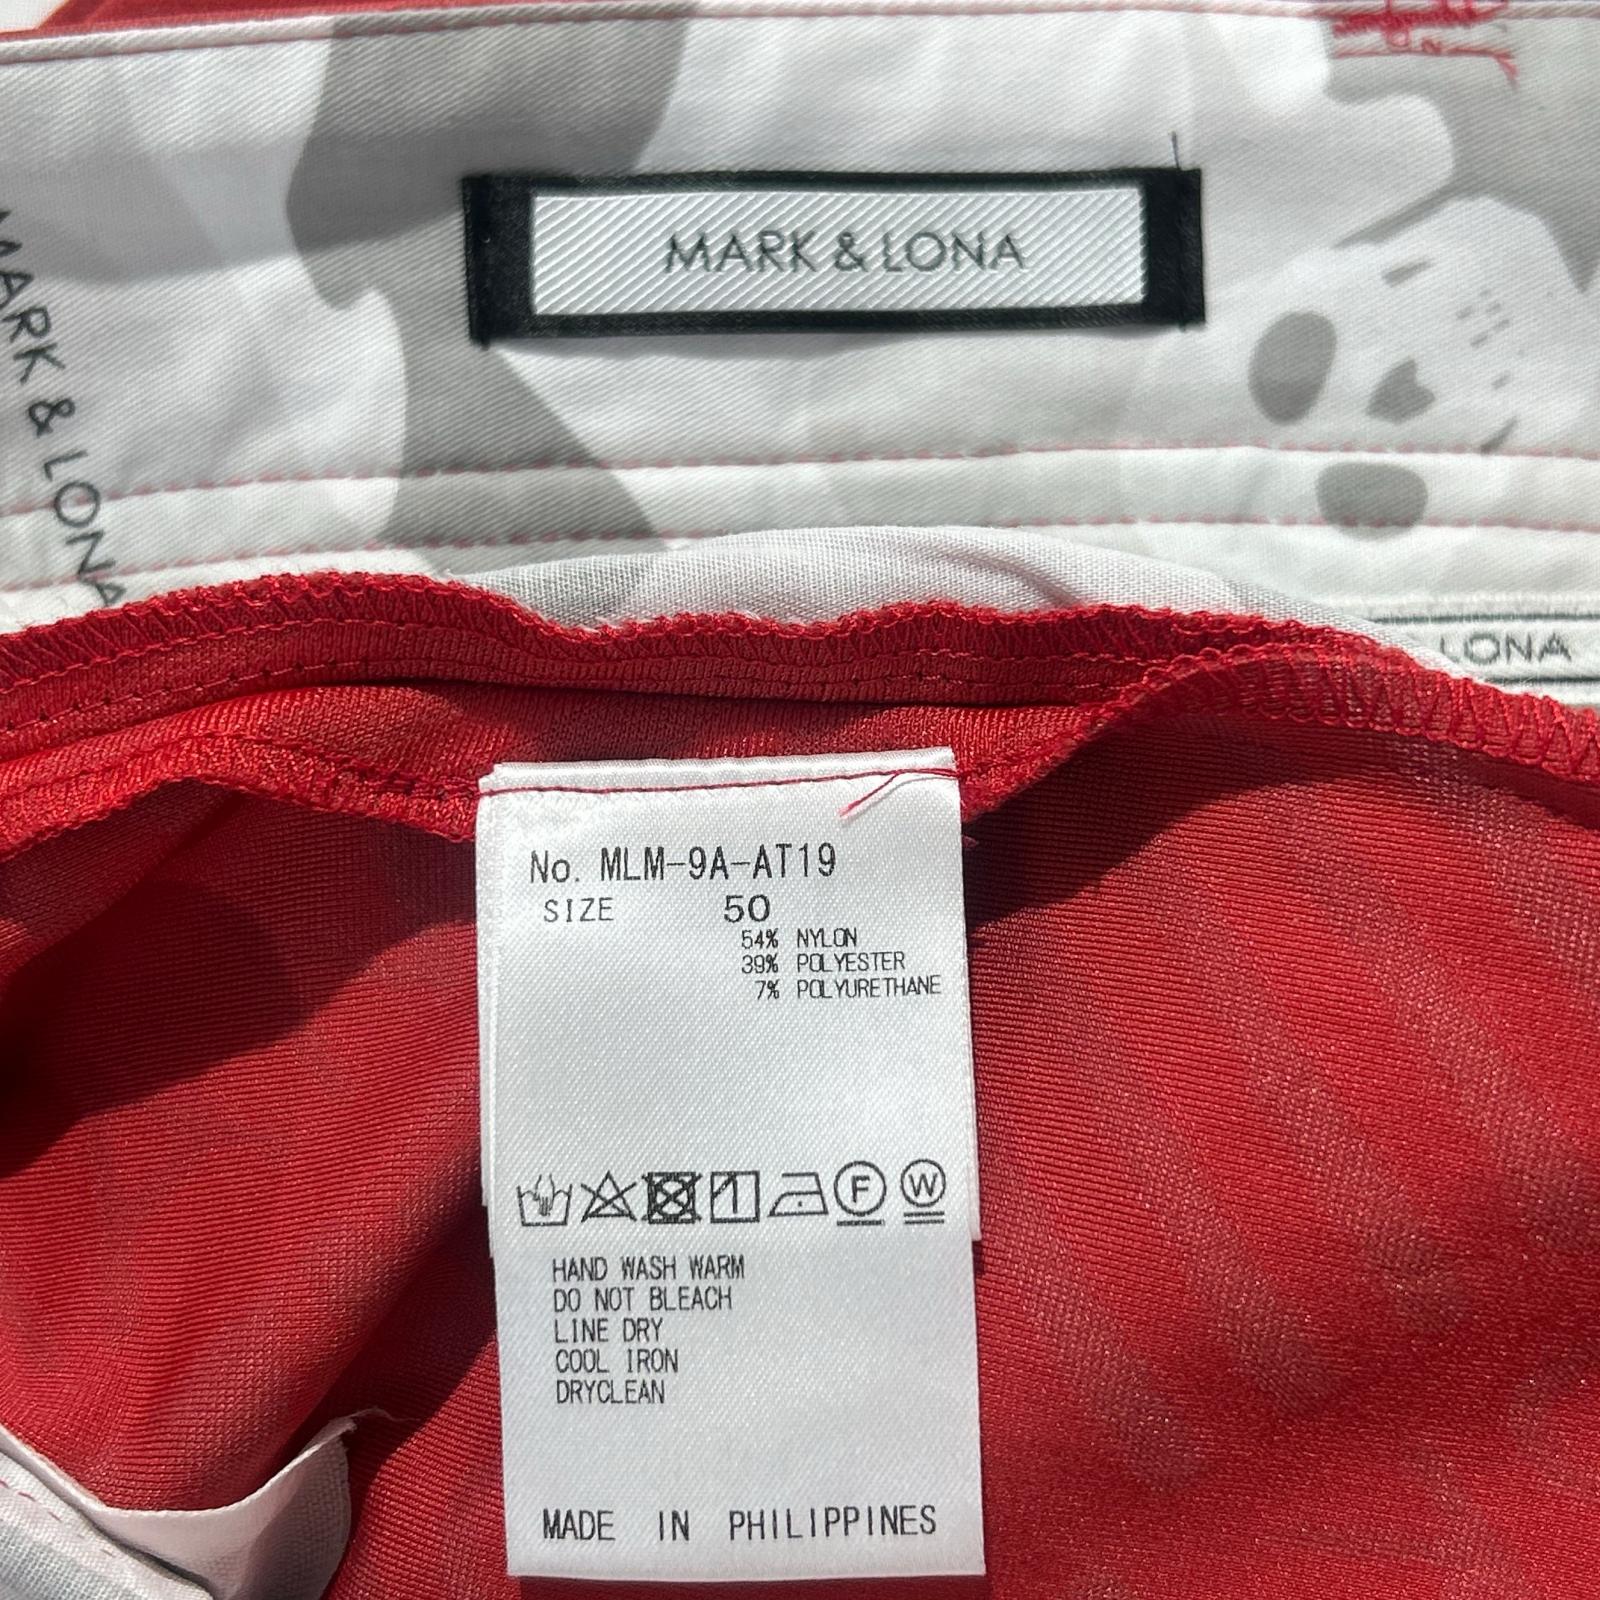 MARK & LONA
MARK & LONA
LONA
No. MLM-9A-AT19
SIZE 50
54% NYLON
39% POLYESTER
7% POLYURETHANE
1 F W
HAND WASH WARM
DO NOT BLEACH
LINE DRY
COOL IRON
DRYCLEAN
MADE IN PHILIPPINES